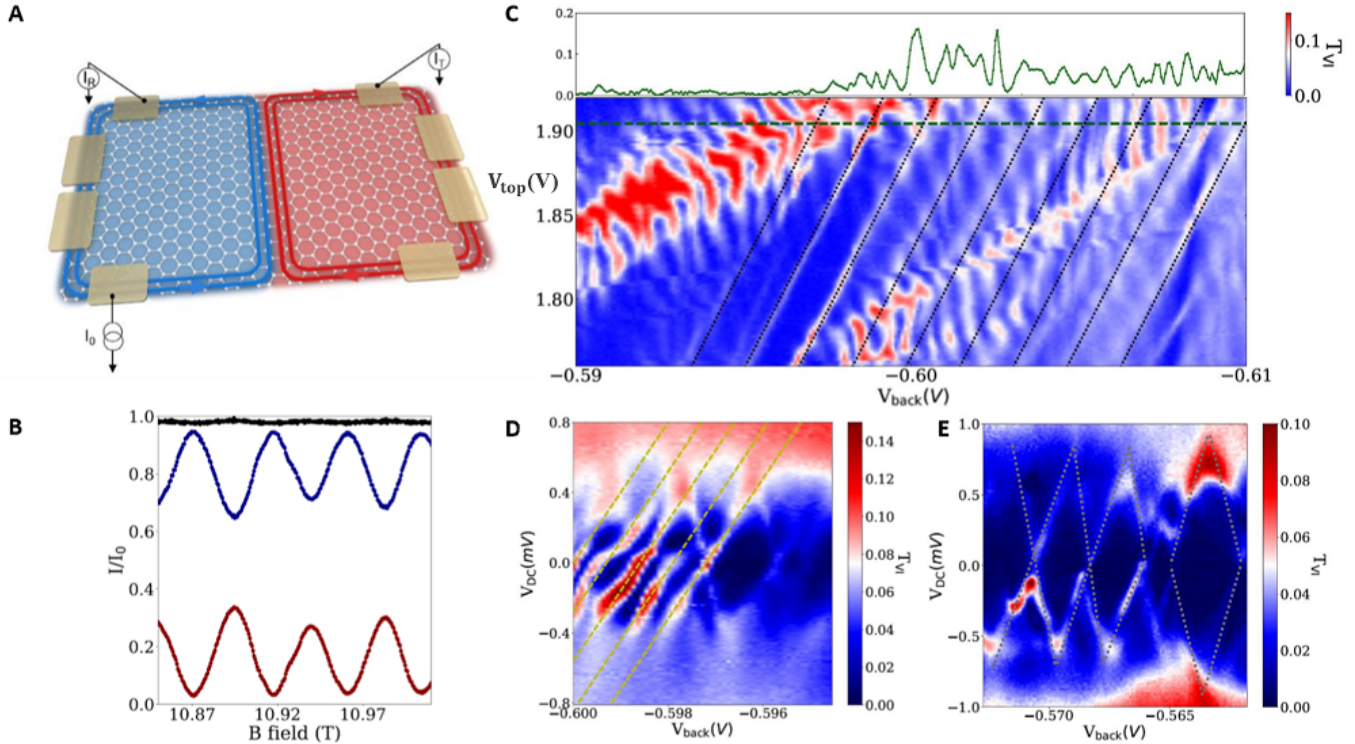 A
I_R
I_T
I_0
B
1.0
0.8
0.6
0.4
0.2
0.0
I/I_0
10.87
10.92
10.97
B field (T)
C
0.2
0.1
0.0
0.1
0.0
T_VI
1.90
1.85
1.80
V_top(V)
−0.59
−0.60
−0.61
V_back(V)
D
0.8
0.4
0.0
−0.4
−0.8
V_DC(mV)
−0.600
−0.598
−0.596
V_back(V)
0.14
0.12
0.10
0.08
0.06
0.04
0.02
0.00
T_VI
E
1.0
0.5
0.0
−0.5
−1.0
V_DC(mV)
−0.570
−0.565
V_back(V)
0.10
0.08
0.06
0.04
0.02
0.00
T_VI